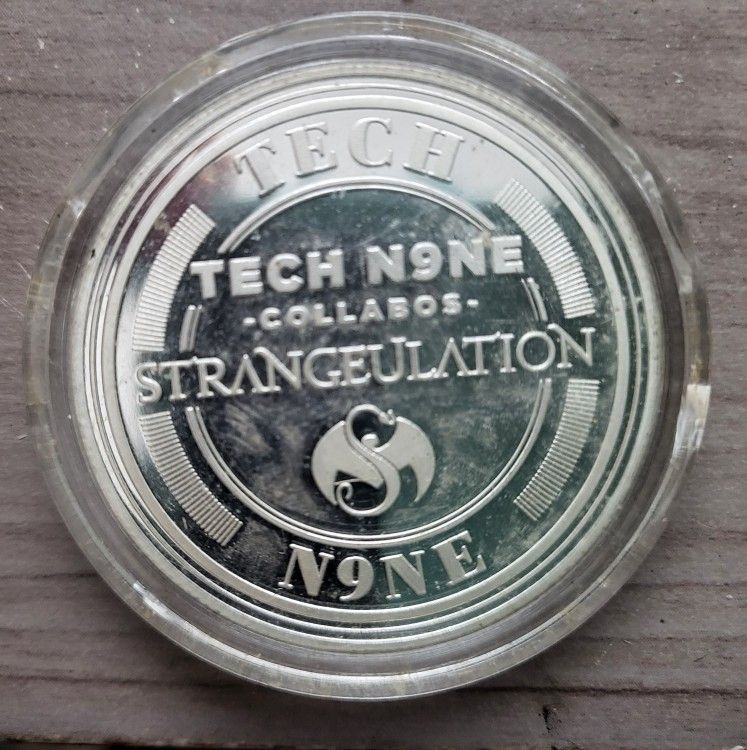 TECH
TECH N9NE
-COLLABOS-
STRANGEULATION
N9NE